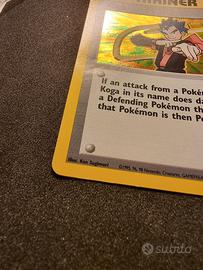 TRAINER
If an attack from a Poké
Koga in its name does da
a Defending Pokémon th
that Pokémon is then P
Illus. Ken Sugimori
©1995, 96, 98 Nintendo, Creatures, GAMEFREAK
subito